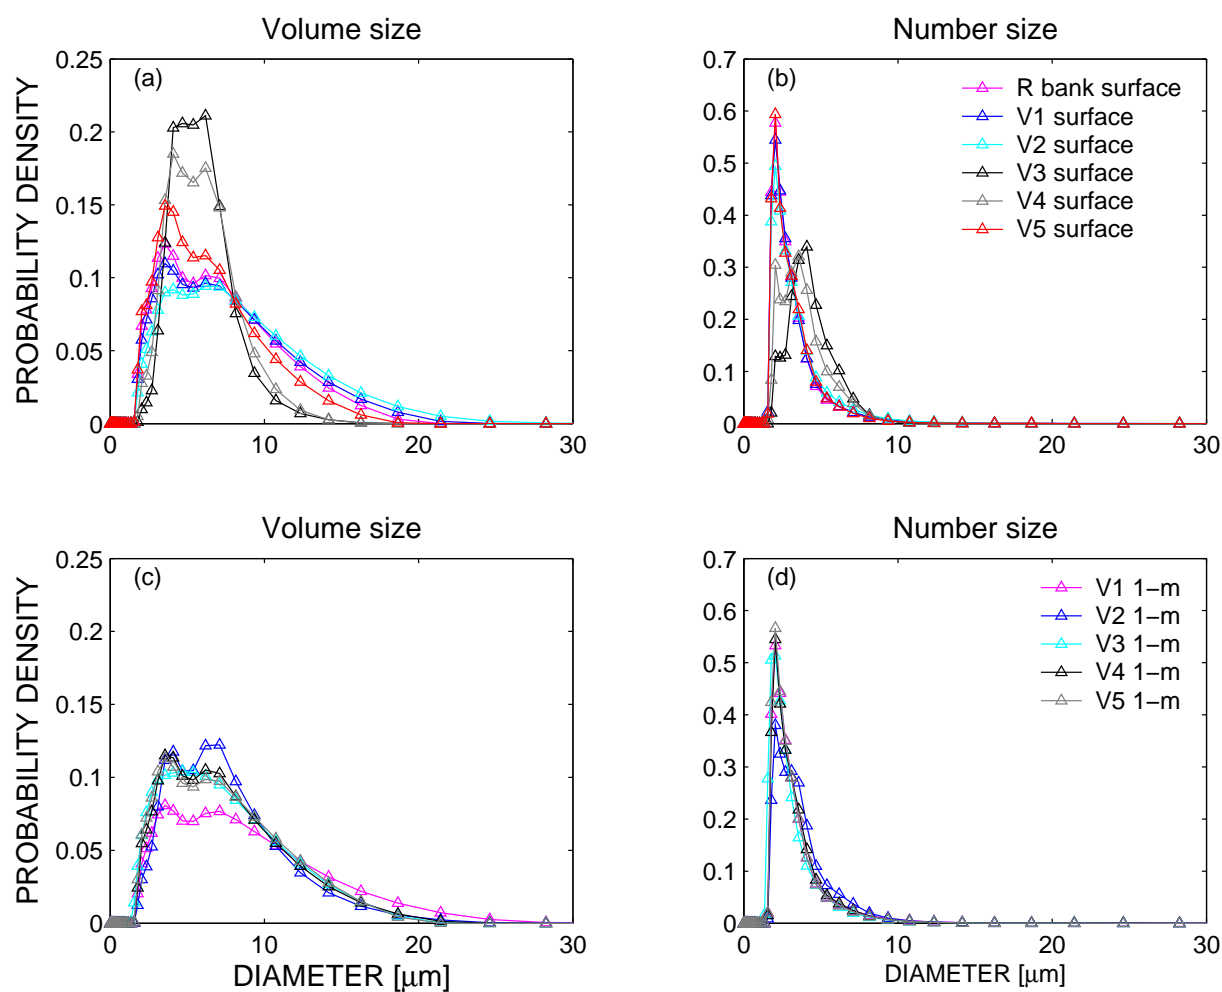 Volume size
Number size
PROBABILITY DENSITY
0.25
0.2
0.15
0.1
0.05
0
(a)
0 10 20 30
0.7
0.6
0.5
0.4
0.3
0.2
0.1
0
(b)
R bank surface
V1 surface
V2 surface
V3 surface
V4 surface
V5 surface
0 10 20 30
Volume size
Number size
PROBABILITY DENSITY
0.25
0.2
0.15
0.1
0.05
0
(c)
0 10 20 30
DIAMETER [μm]
0.7
0.6
0.5
0.4
0.3
0.2
0.1
0
(d)
V1 1−m
V2 1−m
V3 1−m
V4 1−m
V5 1−m
0 10 20 30
DIAMETER [μm]